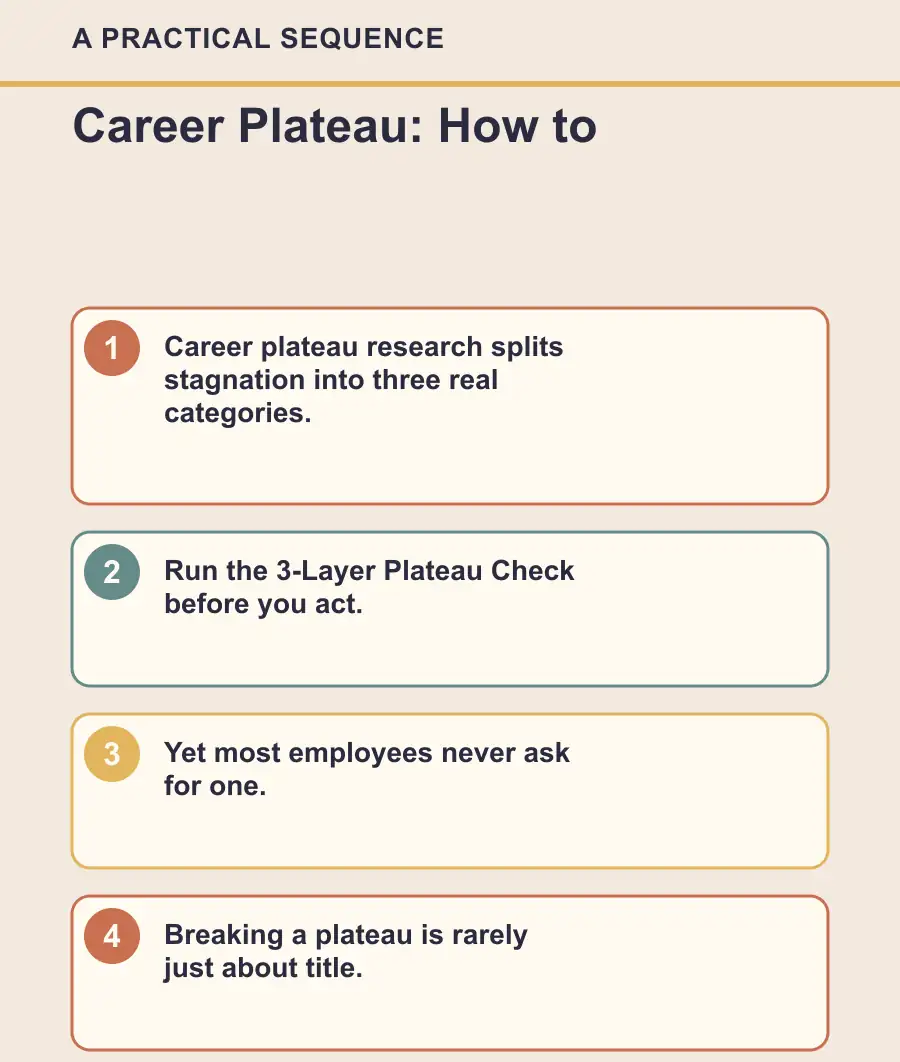 A PRACTICAL SEQUENCE
Career Plateau: How to
1
Career plateau research splits
stagnation into three real
categories.
2
Run the 3-Layer Plateau Check
before you act.
3
Yet most employees never ask
for one.
4
Breaking a plateau is rarely
just about title.